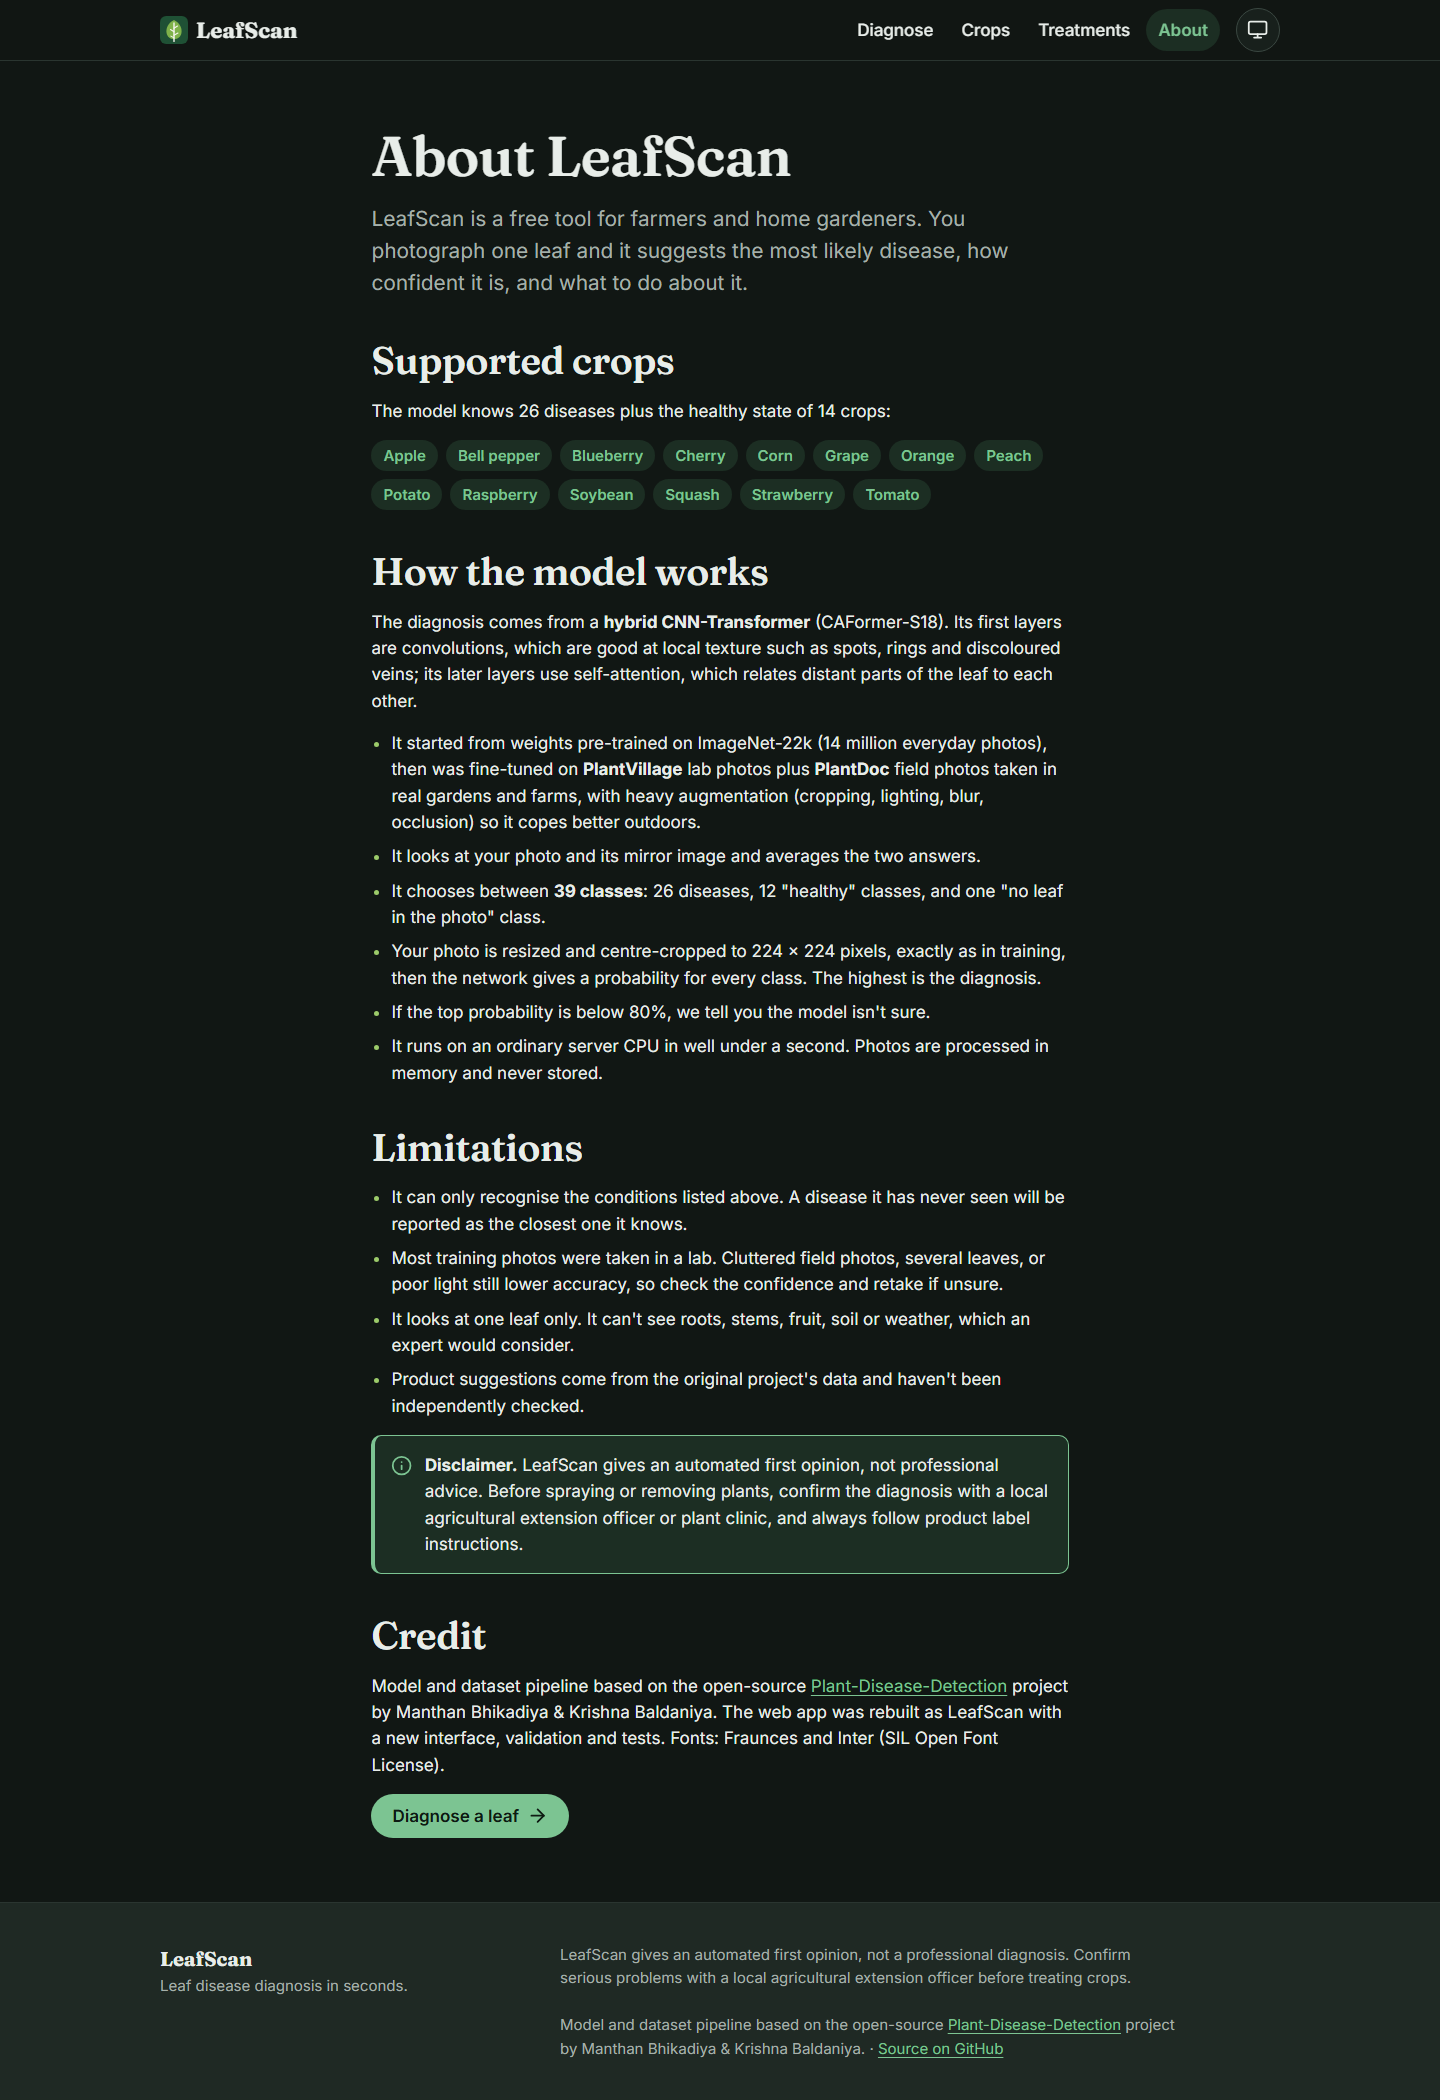 LeafScan
Diagnose Crops Treatments About
About LeafScan
LeafScan is a free tool for farmers and home gardeners. You
photograph one leaf and it suggests the most likely disease, how
confident it is, and what to do about it.
Supported crops
The model knows 26 diseases plus the healthy state of 14 crops:
Apple Bell pepper Blueberry Cherry Corn Grape Orange Peach
Potato Raspberry Soybean Squash Strawberry Tomato
How the model works
The diagnosis comes from a hybrid CNN-Transformer (CAFormer-S18). Its first layers
are convolutions, which are good at local texture such as spots, rings and discoloured
veins; its later layers use self-attention, which relates distant parts of the leaf to each
other.
• It started from weights pre-trained on ImageNet-22k (14 million everyday photos),
then was fine-tuned on PlantVillage lab photos plus PlantDoc field photos taken in
real gardens and farms, with heavy augmentation (cropping, lighting, blur,
occlusion) so it copes better outdoors.
• It looks at your photo and its mirror image and averages the two answers.
• It chooses between 39 classes: 26 diseases, 12 "healthy" classes, and one "no leaf
in the photo" class.
• Your photo is resized and centre-cropped to 224 × 224 pixels, exactly as in training,
then the network gives a probability for every class. The highest is the diagnosis.
• If the top probability is below 80%, we tell you the model isn't sure.
• It runs on an ordinary server CPU in well under a second. Photos are processed in
memory and never stored.
Limitations
• It can only recognise the conditions listed above. A disease it has never seen will be
reported as the closest one it knows.
• Most training photos were taken in a lab. Cluttered field photos, several leaves, or
poor light still lower accuracy, so check the confidence and retake if unsure.
• It looks at one leaf only. It can't see roots, stems, fruit, soil or weather, which an
expert would consider.
• Product suggestions come from the original project's data and haven't been
independently checked.
Disclaimer. LeafScan gives an automated first opinion, not professional
advice. Before spraying or removing plants, confirm the diagnosis with a local
agricultural extension officer or plant clinic, and always follow product label
instructions.
Credit
Model and dataset pipeline based on the open-source Plant-Disease-Detection project
by Manthan Bhikadiya & Krishna Baldaniya. The web app was rebuilt as LeafScan with
a new interface, validation and tests. Fonts: Fraunces and Inter (SIL Open Font
License).
Diagnose a leaf →
LeafScan
Leaf disease diagnosis in seconds.
LeafScan gives an automated first opinion, not a professional diagnosis. Confirm
serious problems with a local agricultural extension officer before treating crops.
Model and dataset pipeline based on the open-source Plant-Disease-Detection project
by Manthan Bhikadiya & Krishna Baldaniya. · Source on GitHub